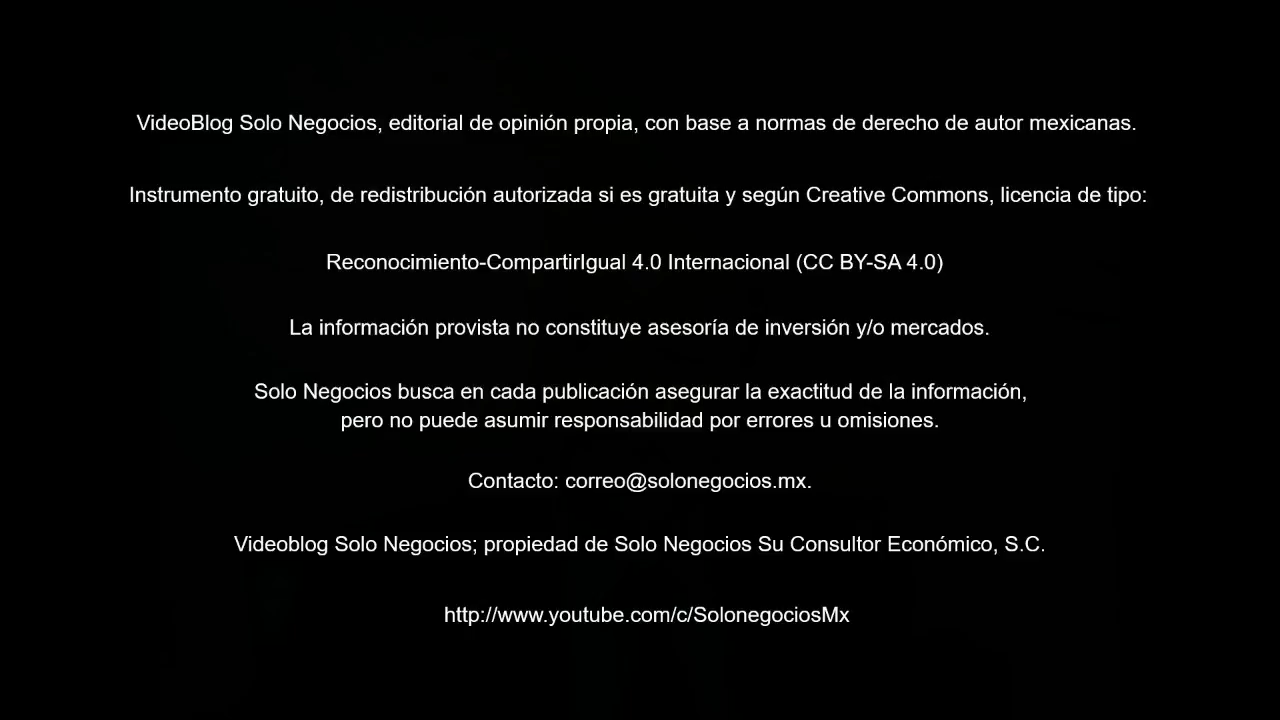 VideoBlog Solo Negocios, editorial de opinión propia, con base a normas de derecho de autor mexicanas.
Instrumento gratuito, de redistribución autorizada si es gratuita y según Creative Commons, licencia de tipo:
Reconocimiento-CompartirIgual 4.0 Internacional (CC BY-SA 4.0)
La información provista no constituye asesoría de inversión y/o mercados.
Solo Negocios busca en cada publicación asegurar la exactitud de la información,
pero no puede asumir responsabilidad por errores u omisiones.
Contacto: correo@solonegocios.mx.
Videoblog Solo Negocios; propiedad de Solo Negocios Su Consultor Económico, S.C.
http://www.youtube.com/c/SolonegociosMx